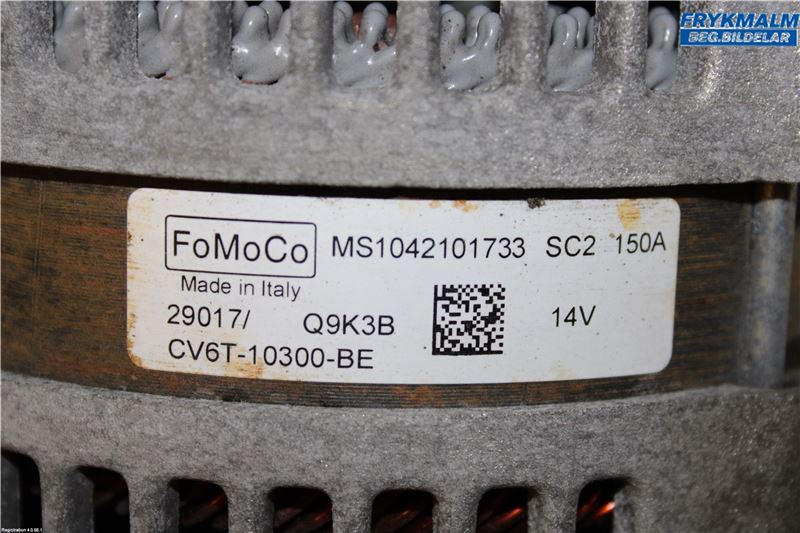 FRYKMALM
BEG.BILDELAR
FoMoCo MS1042101733 SC2 150A
Made in Italy
29017/ Q9K3B 14V
CV6T-10300-BE